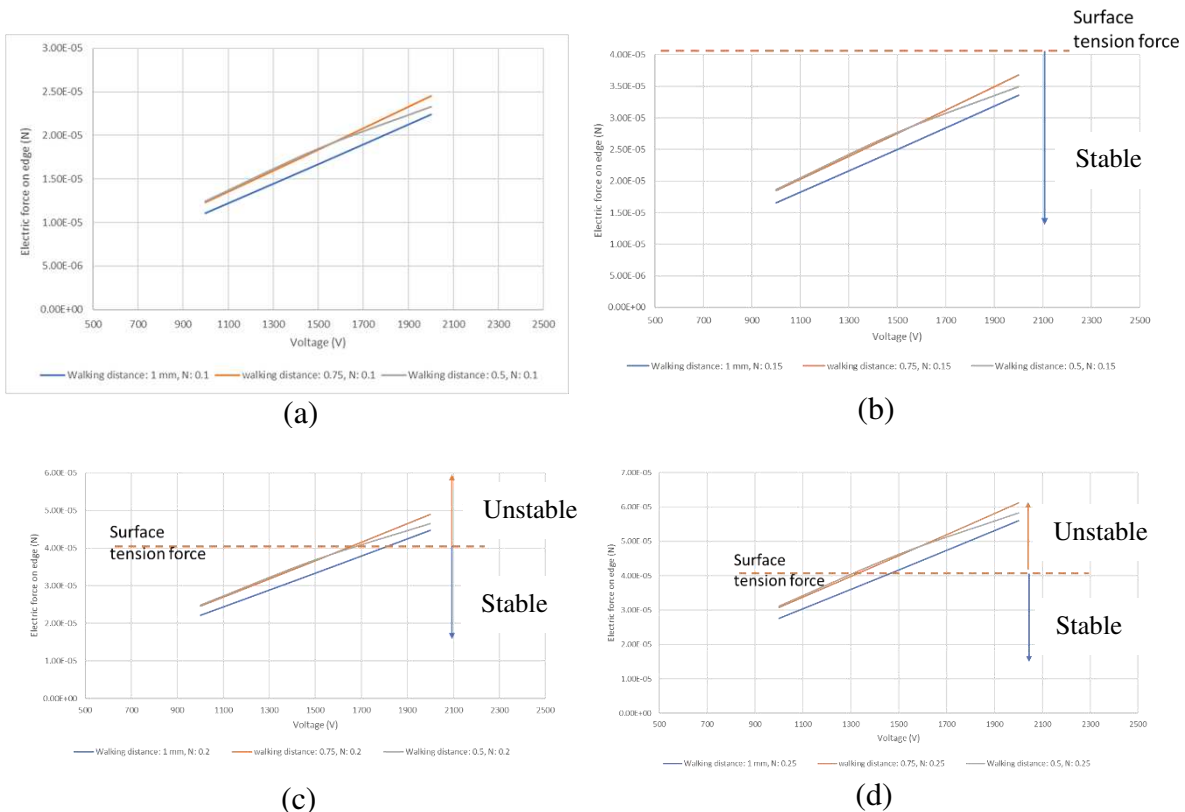 3.00E-05
2.50E-05
2.00E-05
1.50E-05
1.00E-05
5.00E-06
0.00E+00
Electric force on edge (N)
500 700 900 1100 1300 1500 1700 1900 2100 2300 2500
Voltage (V)
Walking distance: 1 mm, N: 0.1 walking distance: 0.75, N: 0.1 Walking distance: 0.5, N: 0.1
(a)
Surface
tension force
4.00E-05
3.50E-05
3.00E-05
2.50E-05
2.00E-05
1.50E-05
1.00E-05
5.00E-06
0.00E+00
Electric force on edge (N)
Stable
500 700 900 1100 1300 1500 1700 1900 2100 2300 2500
Voltage (V)
Walking distance: 1 mm, N: 0.15 walking distance: 0.75, N: 0.15 Walking distance: 0.5, N: 0.15
(b)
6.00E-05
5.00E-05
4.00E-05
3.00E-05
2.00E-05
1.00E-05
0.00E+00
Electric force on edge (N)
Surface
tension force
Unstable
Stable
500 700 900 1100 1300 1500 1700 1900 2100 2300 2500
Voltage (V)
Walking distance: 1 mm, N: 0.2 walking distance: 0.75, N: 0.2 Walking distance: 0.5, N: 0.2
(c)
7.00E-05
6.00E-05
5.00E-05
4.00E-05
3.00E-05
2.00E-05
1.00E-05
0.00E+00
Electric force on edge (N)
Surface
tension force
Unstable
Stable
500 700 900 1100 1300 1500 1700 1900 2100 2300 2500
Voltage (V)
Walking distance: 1 mm, N: 0.25 walking distance: 0.75, N: 0.25 Walking distance: 0.5, N: 0.25
(d)